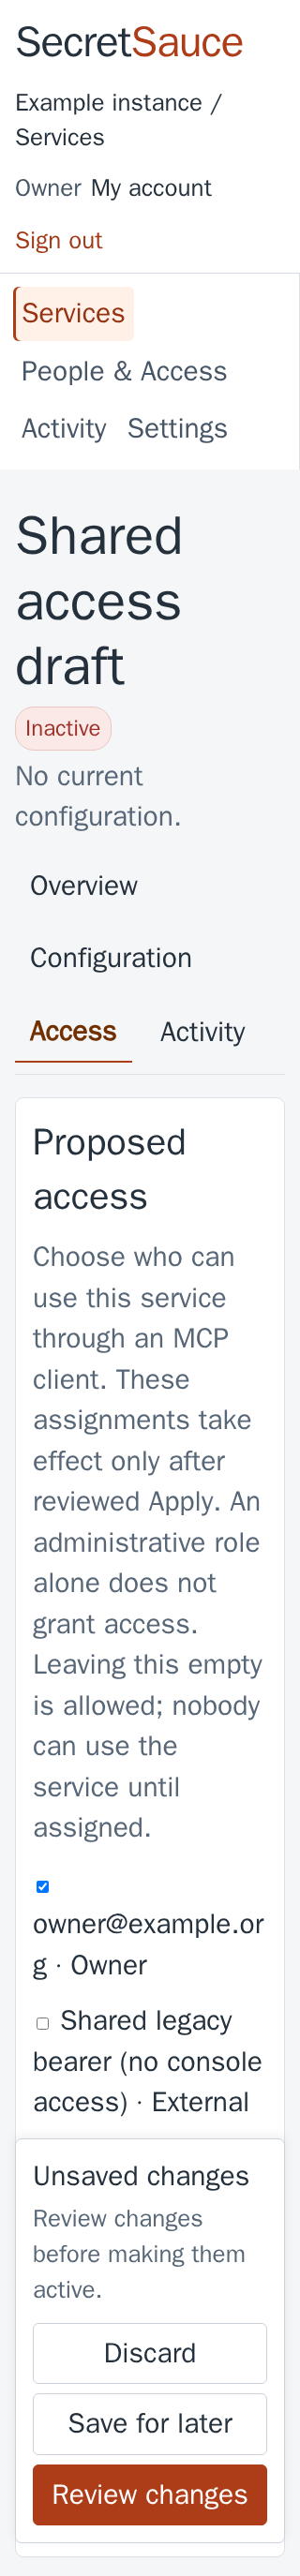 SecretSauce
Example instance /
Services
Owner My account
Sign out
Services
People & Access
Activity Settings
Shared
access
draft
Inactive
No current
configuration.
Overview
Configuration
Access Activity
Proposed
access
Choose who can
use this service
through an MCP
client. These
assignments take
effect only after
reviewed Apply. An
administrative role
alone does not
grant access.
Leaving this empty
is allowed; nobody
can use the
service until
assigned.
owner@example.or
g · Owner
Shared legacy
bearer (no console
access) · External
Unsaved changes
Review changes
before making them
active.
Discard
Save for later
Review changes